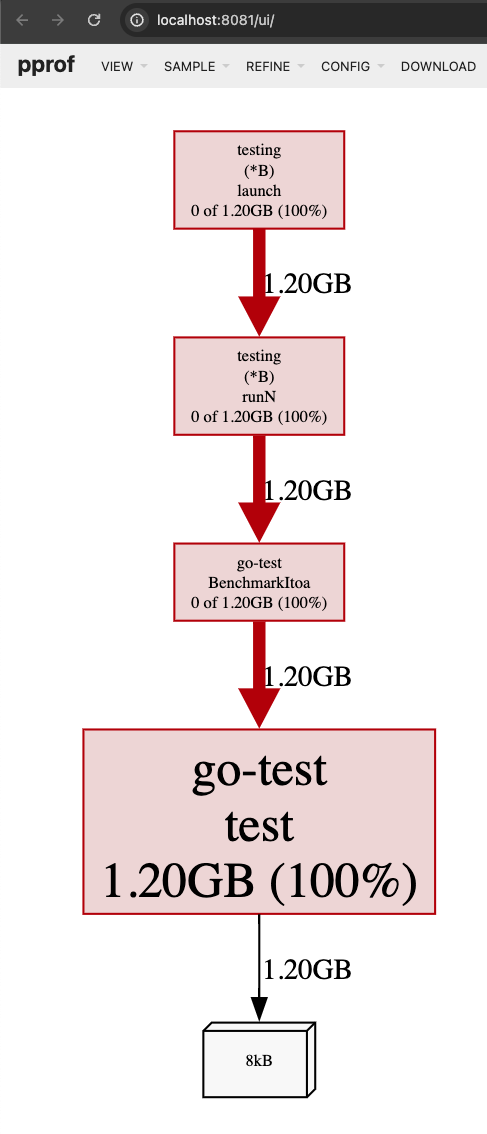 localhost:8081/ui/
pprof VIEW SAMPLE REFINE CONFIG DOWNLOAD
testing
(*B)
launch
0 of 1.20GB (100%)
1.20GB
testing
(*B)
runN
0 of 1.20GB (100%)
1.20GB
go-test
BenchmarkItoa
0 of 1.20GB (100%)
1.20GB
go-test
test
1.20GB (100%)
1.20GB
8kB